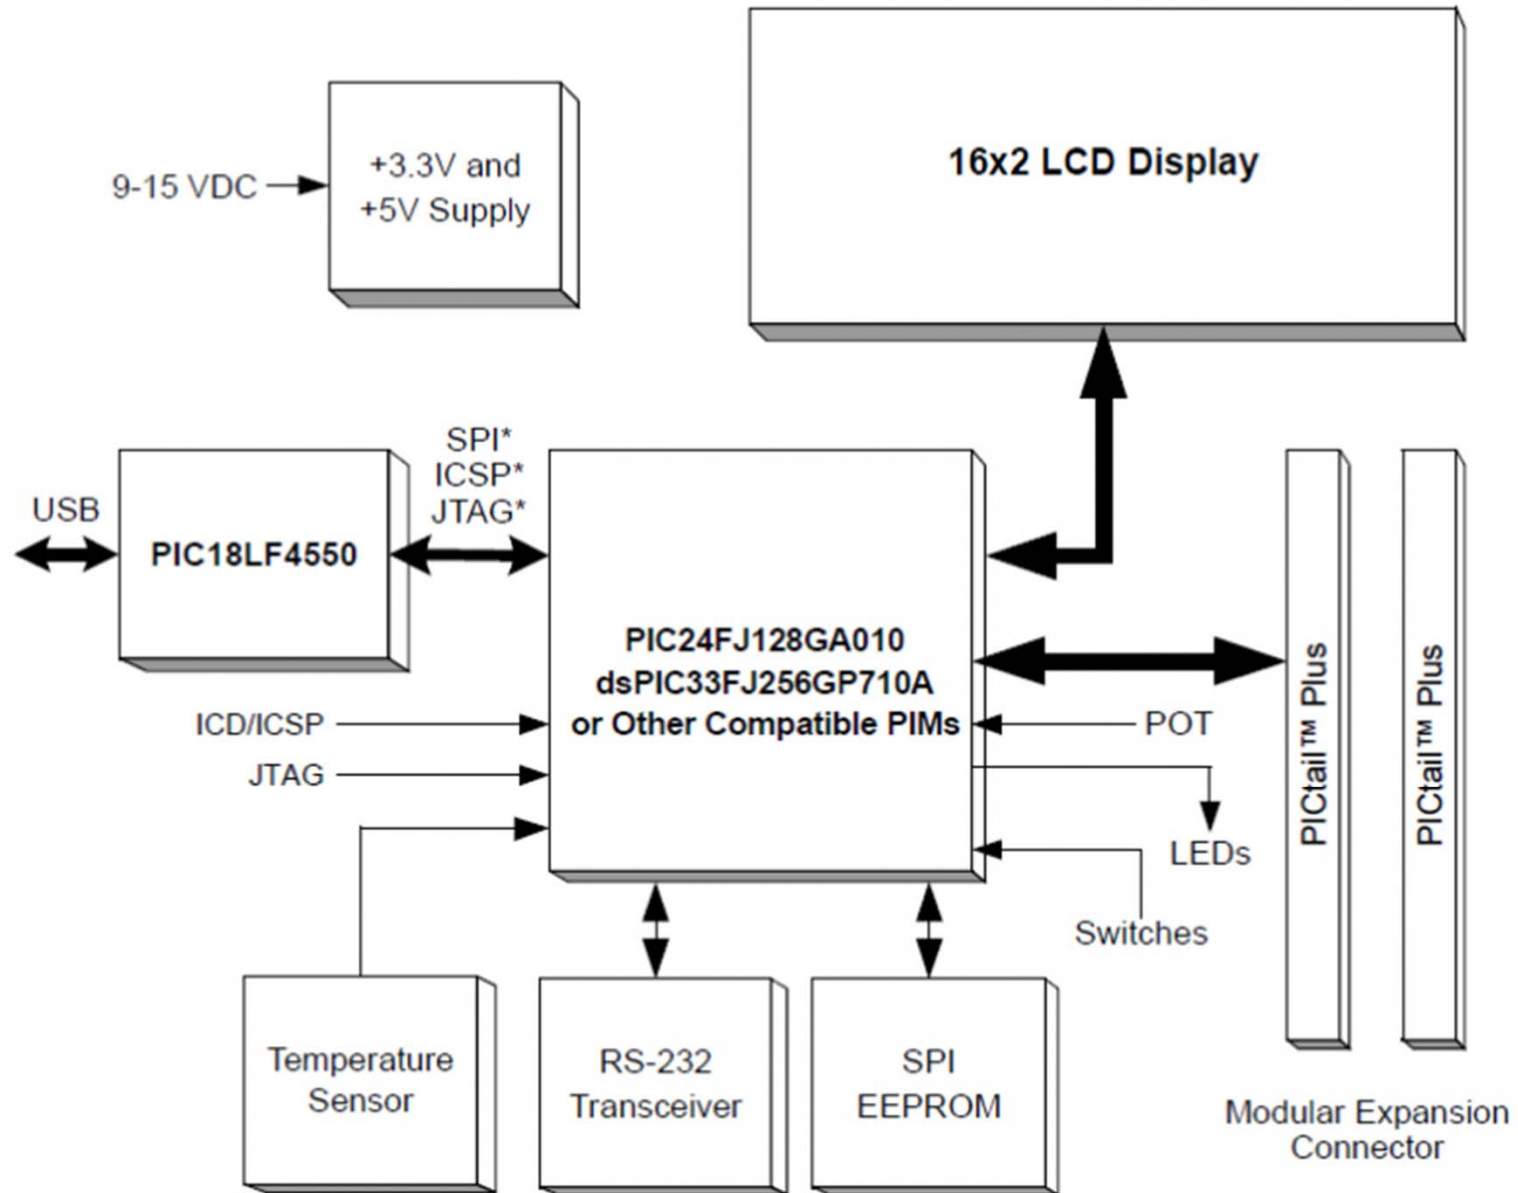 16x2 LCD Display
+3.3V and
+5V Supply
9-15 VDC
SPI*
ICSP*
JTAG*
USB
PIC18LF4550
PIC24FJ128GA010
dsPIC33FJ256GP710A
or Other Compatible PIMs
ICD/ICSP
JTAG
POT
LEDs
Switches
PICtail™ Plus
PICtail™ Plus
Temperature
Sensor
RS-232
Transceiver
SPI
EEPROM
Modular Expansion
Connector